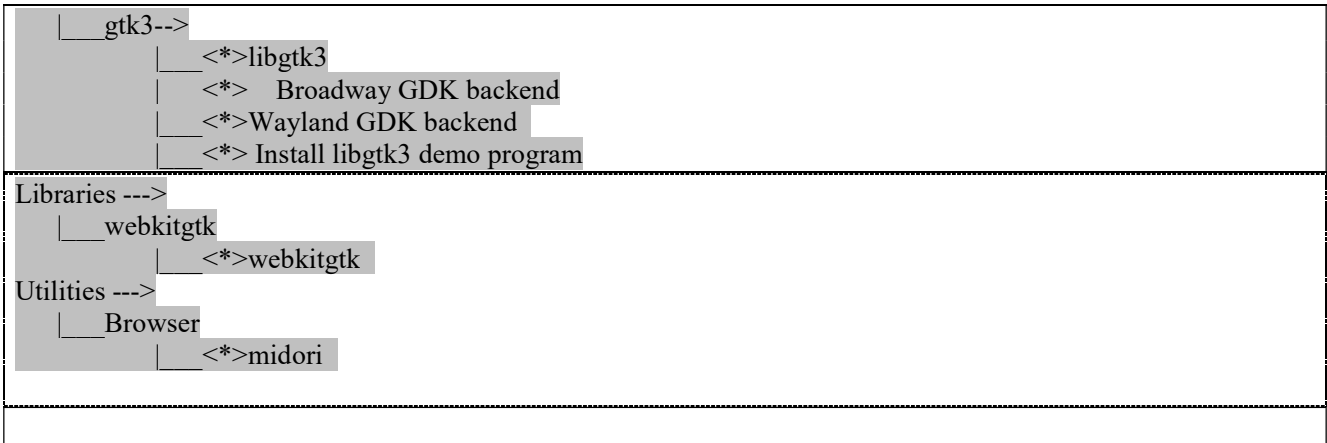 |___gtk3-->
|___<*>libgtk3
|      <*>    Broadway GDK backend
|___<*>Wayland GDK backend
|___<*> Install libgtk3 demo program
Libraries --->
|___webkitgtk
|___<*>webkitgtk
Utilities --->
|___Browser
|___<*>midori